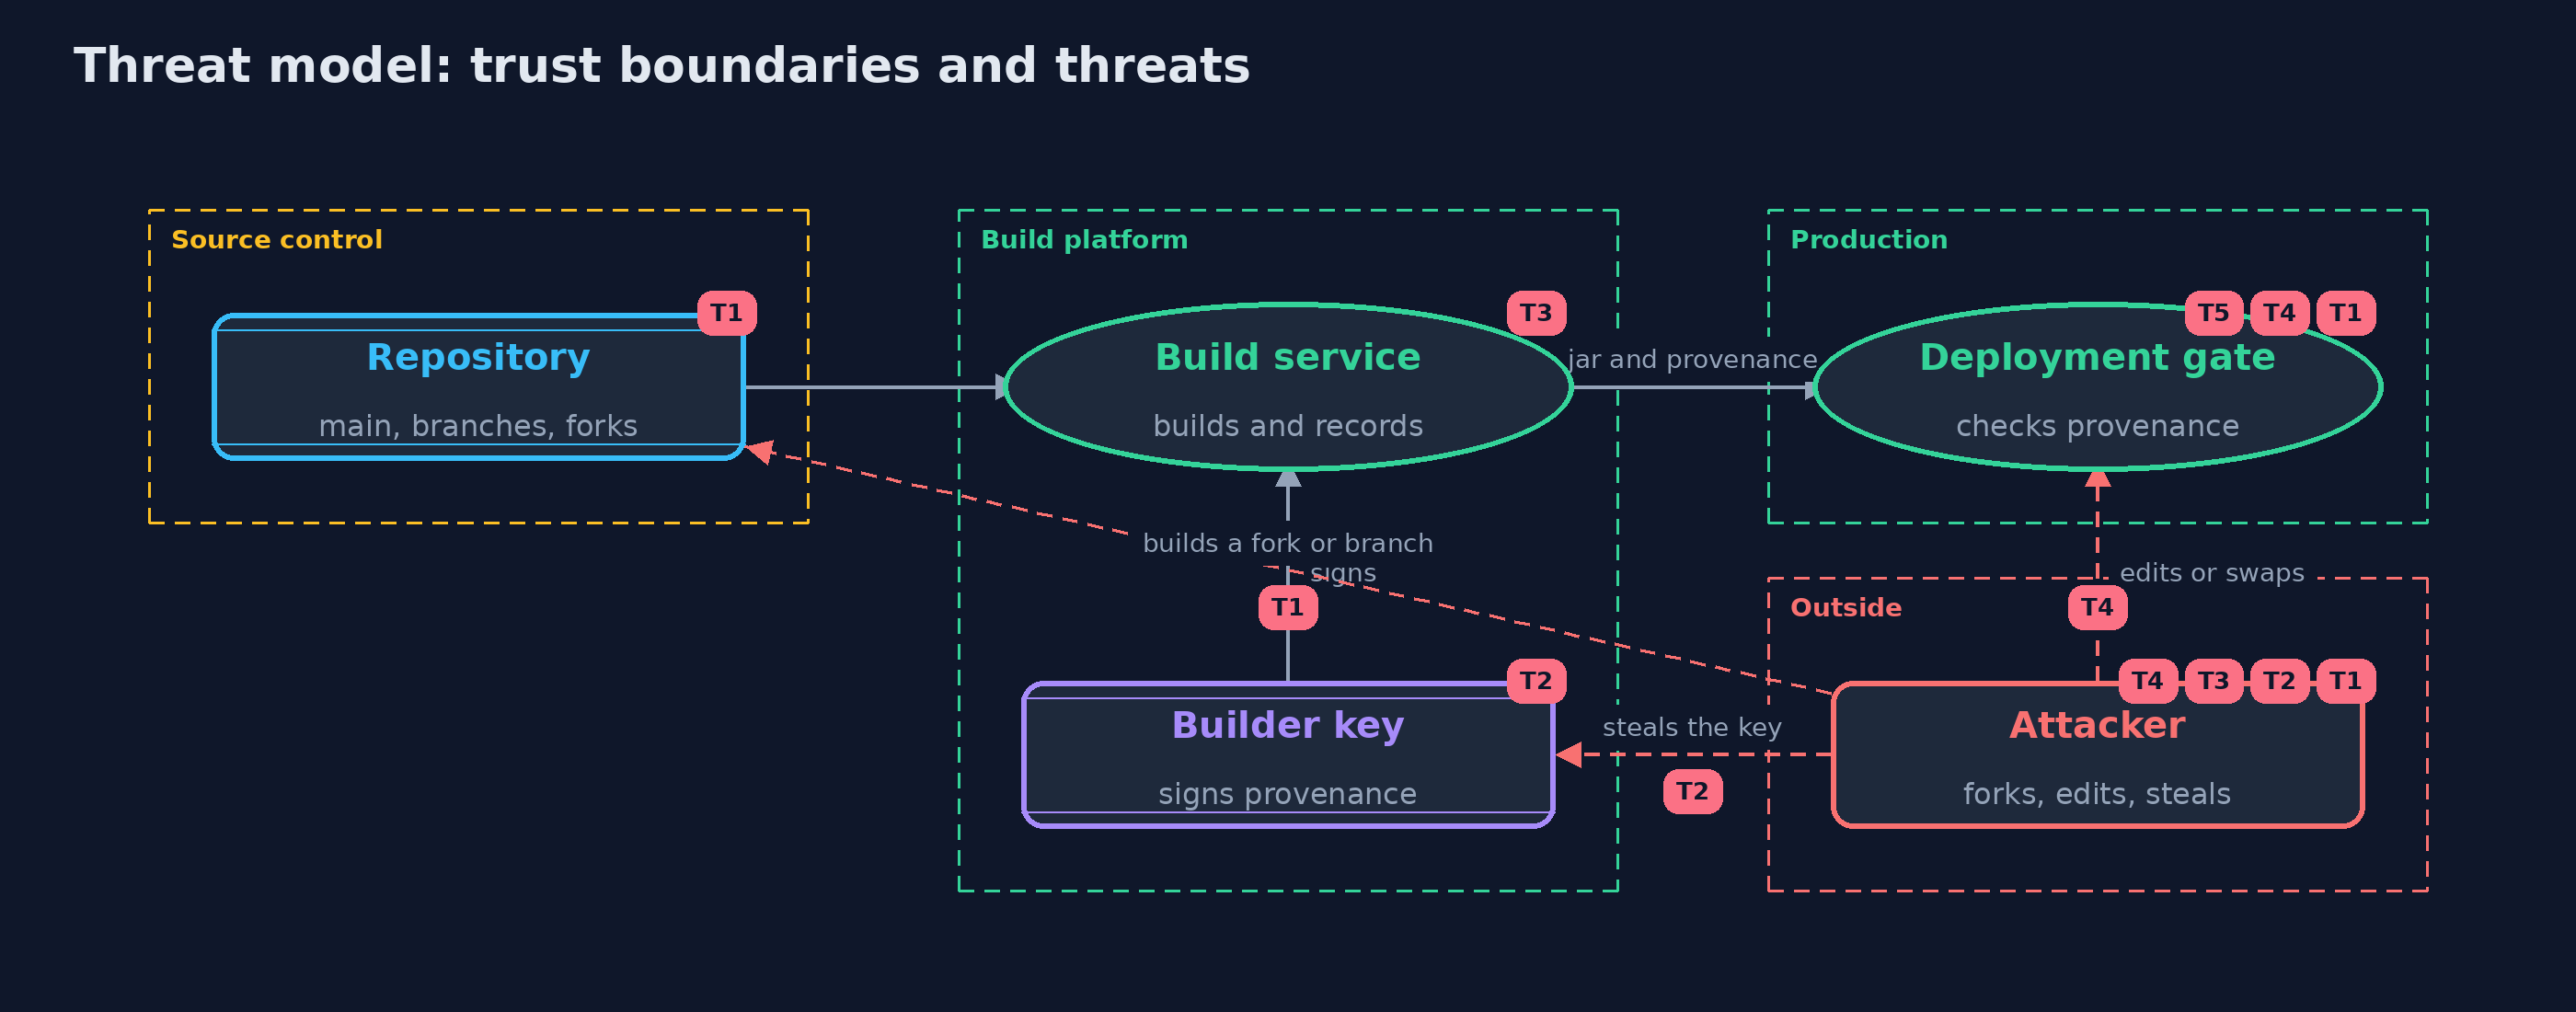 Threat model: trust boundaries and threats
Source control
Build platform
Production
T1
T3
T5 T4 T1
Repository
Build service
jar and provenance
Deployment gate
main, branches, forks
builds and records
checks provenance
builds a fork or branch
signs
edits or swaps
T1
Outside
T4
T2
T4 T3 T2 T1
Builder key
steals the key
Attacker
signs provenance
T2
forks, edits, steals